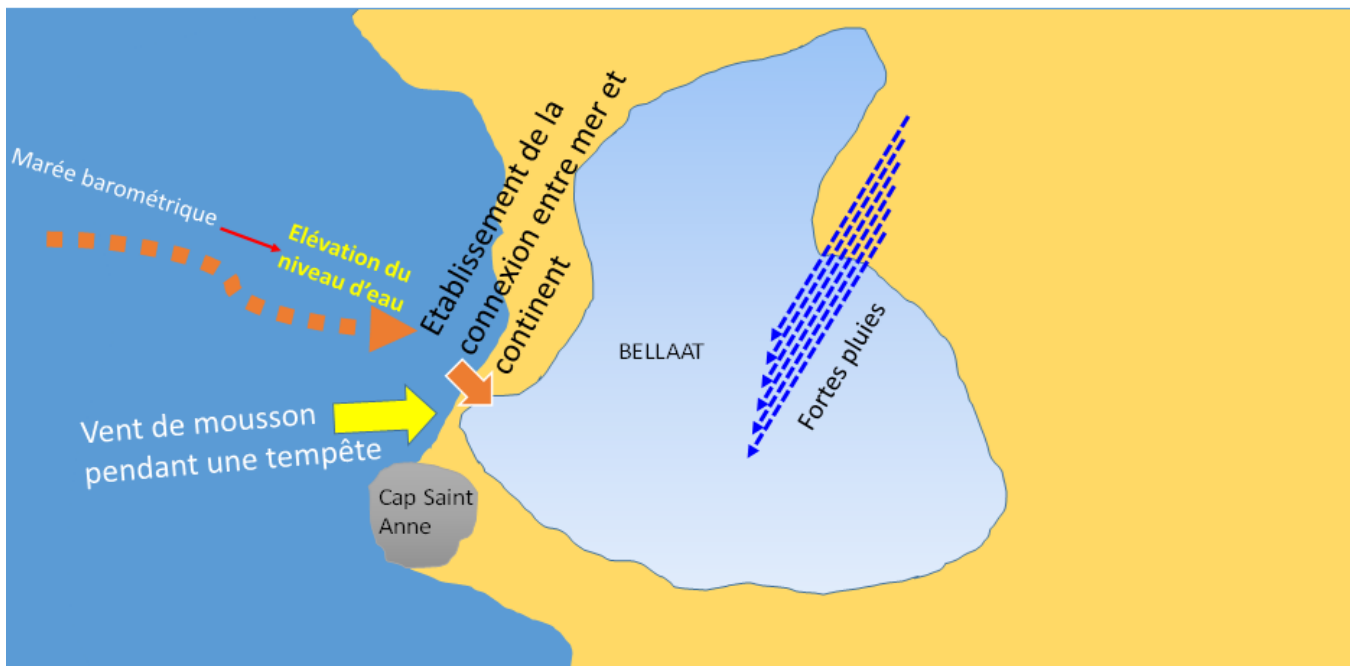 Marée barométrique
Elévation du
niveau d'eau
Etablissement de la
connexion entre mer et
continent
BELLAAT
Fortes pluies
Vent de mousson
pendant une tempête
Cap Saint
Anne